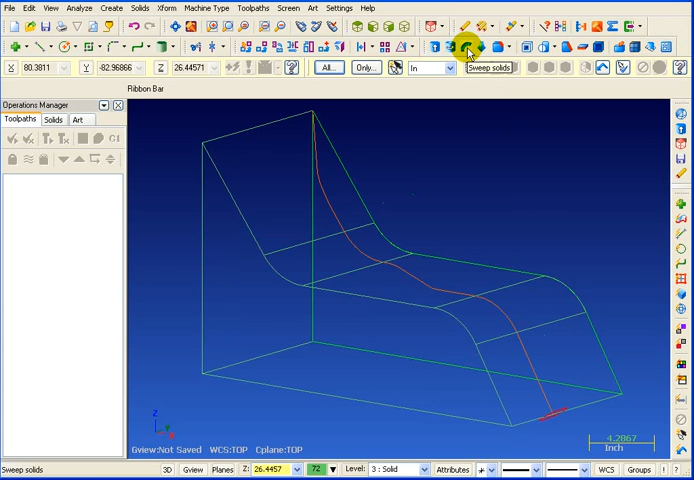 File Edit View Analyze Create Solids Xform Machine Type Toolpaths Screen Art Settings Help
X 80.3811 Y -82.96866 Z 26.44571 All... Only... In Sweep solids
Ribbon Bar
Operations Manager
Toolpaths Solids Art
G1
Z
X
Gview:Not Saved WCS:TOP Cplane:TOP
4.2867
Inch
Sweep solids 3D Gview Planes Z: 26.4457 72 Level: 3 : Solid Attributes WCS Groups ! ?